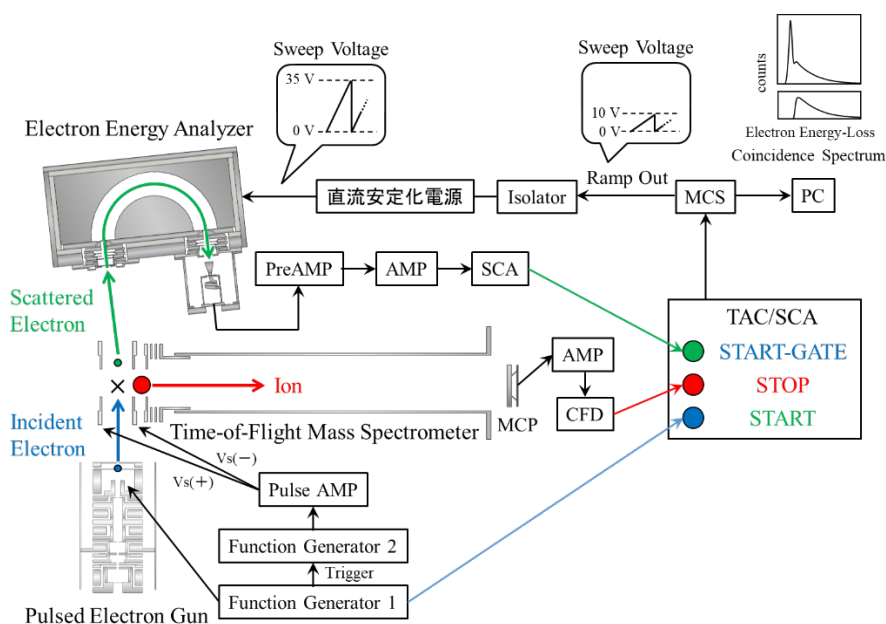 Sweep Voltage
35 V
0 V
Sweep Voltage
10 V
0 V
counts
Electron Energy-Loss
Coincidence Spectrum
Electron Energy Analyzer
直流安定化電源
Isolator
Ramp Out
MCS
PC
PreAMP
AMP
SCA
Scattered
Electron
TAC/SCA
START-GATE
STOP
START
Ion
AMP
CFD
MCP
Incident
Electron
Time-of-Flight Mass Spectrometer
Vs(−)
Vs(+)
Pulse AMP
Function Generator 2
Trigger
Function Generator 1
Pulsed Electron Gun